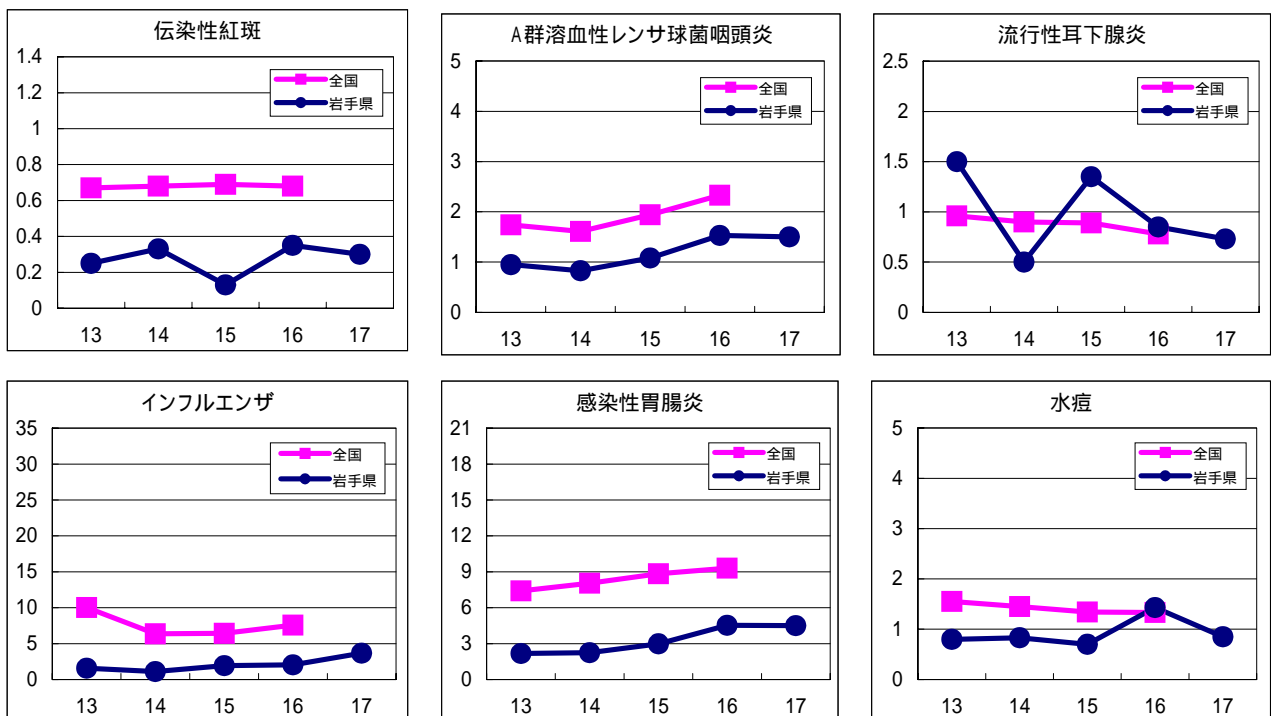 伝染性紅斑
1.4
1.2
1
0.8
0.6
0.4
0.2
0
13 14 15 16 17
全国
岩手県
A群溶血性レンサ球菌咽頭炎
5
4
3
2
1
0
13 14 15 16 17
全国
岩手県
流行性耳下腺炎
2.5
2
1.5
1
0.5
0
13 14 15 16 17
全国
岩手県
インフルエンザ
35
30
25
20
15
10
5
0
13 14 15 16 17
全国
岩手県
感染性胃腸炎
21
18
15
12
9
6
3
0
13 14 15 16 17
全国
岩手県
水痘
5
4
3
2
1
0
13 14 15 16 17
全国
岩手県